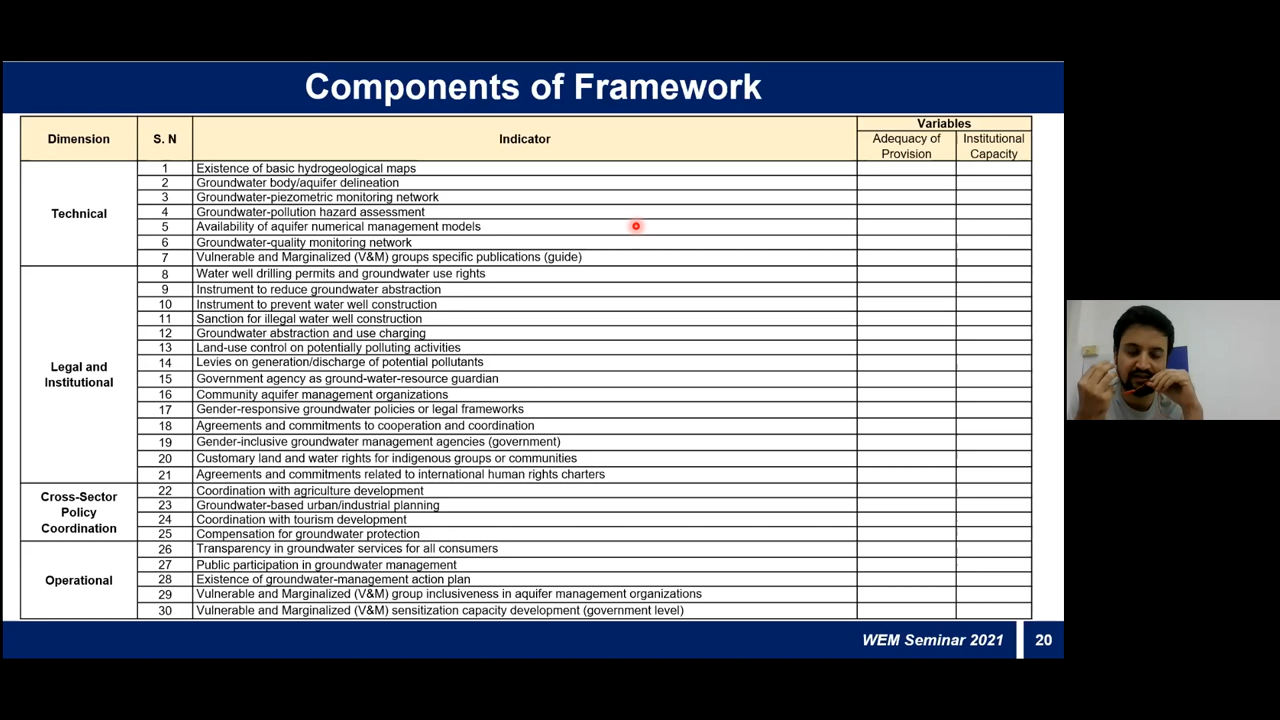 Components of Framework
Dimension S. N Indicator Variables
Adequacy of Provision Institutional Capacity
Technical
1 Existence of basic hydrogeological maps
2 Groundwater body/aquifer delineation
3 Groundwater-piezometric monitoring network
4 Groundwater-pollution hazard assessment
5 Availability of aquifer numerical management models
6 Groundwater-quality monitoring network
7 Vulnerable and Marginalized (V&M) groups specific publications (guide)
Legal and
Institutional
8 Water well drilling permits and groundwater use rights
9 Instrument to reduce groundwater abstraction
10 Instrument to prevent water well construction
11 Sanction for illegal water well construction
12 Groundwater abstraction and use charging
13 Land-use control on potentially polluting activities
14 Levies on generation/discharge of potential pollutants
15 Government agency as ground-water-resource guardian
16 Community aquifer management organizations
17 Gender-responsive groundwater policies or legal frameworks
18 Agreements and commitments to cooperation and coordination
19 Gender-inclusive groundwater management agencies (government)
20 Customary land and water rights for indigenous groups or communities
21 Agreements and commitments related to international human rights charters
Cross-Sector
Policy
Coordination
22 Coordination with agriculture development
23 Groundwater-based urban/industrial planning
24 Coordination with tourism development
25 Compensation for groundwater protection
Operational
26 Transparency in groundwater services for all consumers
27 Public participation in groundwater management
28 Existence of groundwater-management action plan
29 Vulnerable and Marginalized (V&M) group inclusiveness in aquifer management organizations
30 Vulnerable and Marginalized (V&M) sensitization capacity development (government level)
WEM Seminar 2021 20